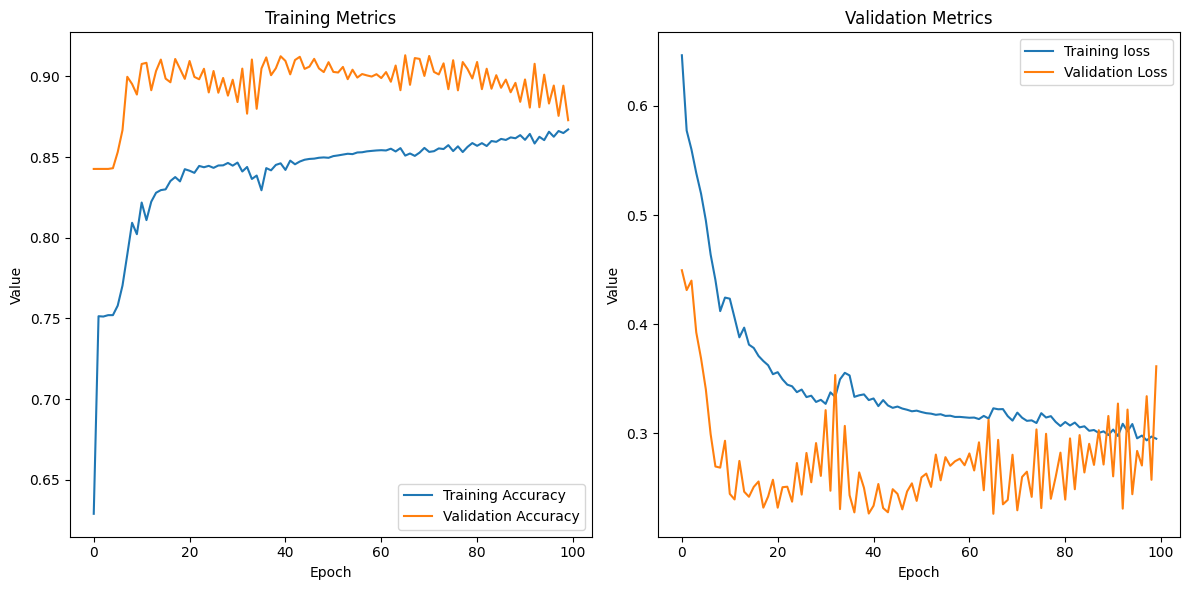 Training Metrics
Value
0.90
0.85
0.80
0.75
0.70
0.65
0
20
40
60
80
100
Epoch
Training Accuracy
Validation Accuracy
Validation Metrics
Value
0.6
0.5
0.4
0.3
0
20
40
60
80
100
Epoch
Training loss
Validation Loss